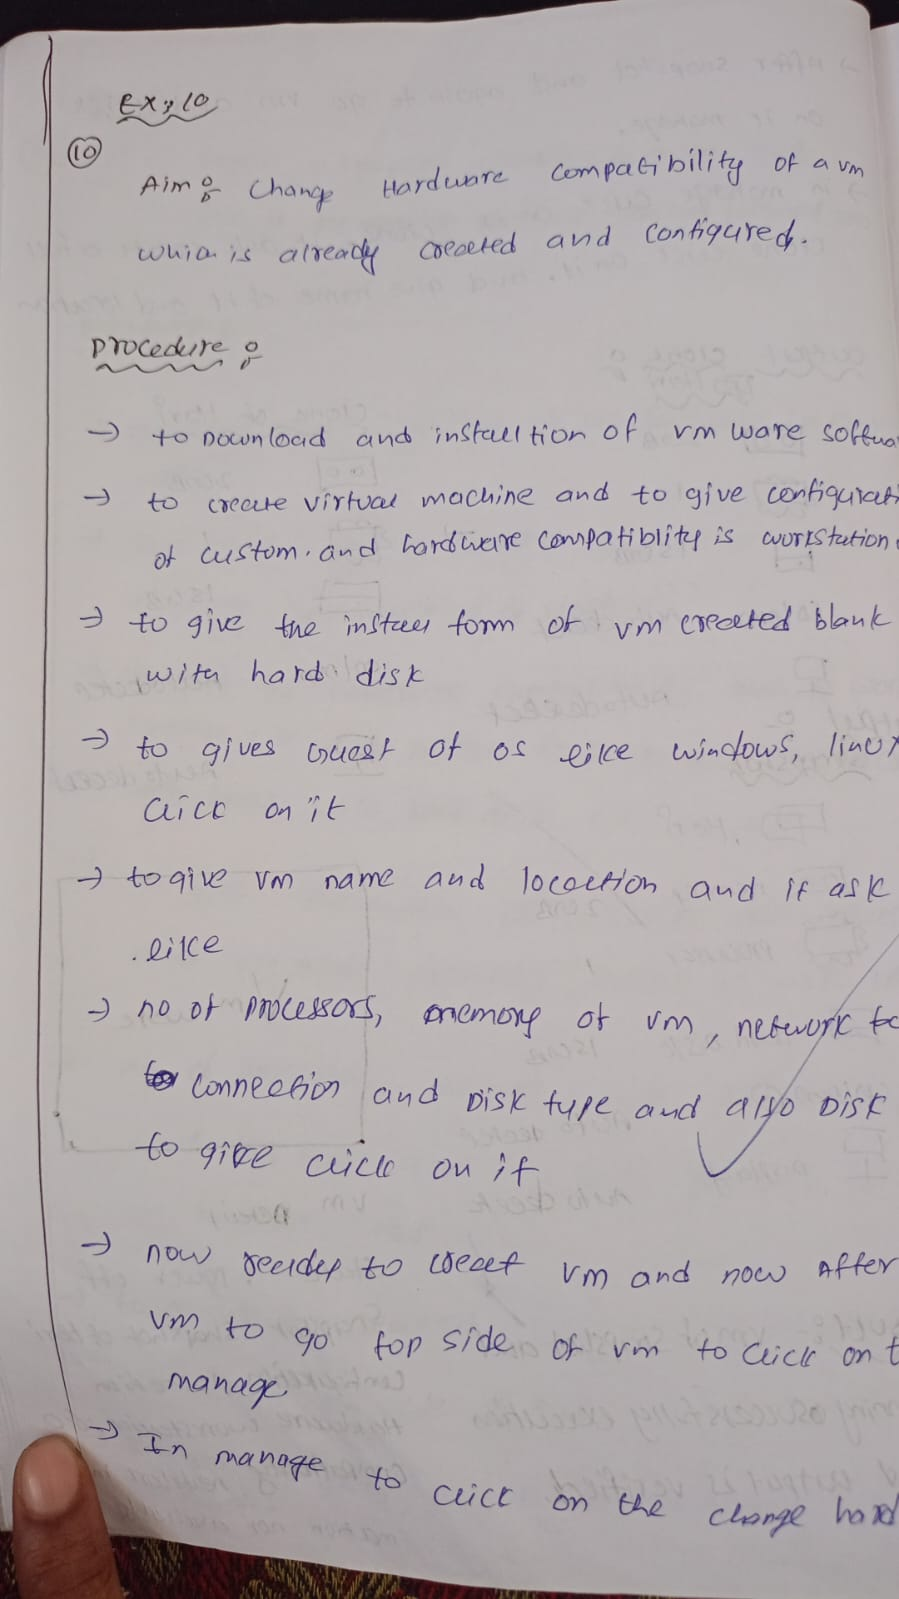 Ex: 10
(10)
Aim: Change Hardware Compatibility of a vm
which is already created and configured.
Procedure:
→ to Download and installtion of vm ware softwa
→ to create virtual machine and to give configurati
of custom. and hardware compatiblity is workstation
→ to give the install form of vm created blank
with hard disk
→ to gives Guest of os like windows, linux
click on it
→ to give vm name and location and it ask
like
→ no of processors, memory of vm, network
connection and Disk type and also Disk
to give click on it
→ now ready to creat vm and now After
vm to go top side of vm to click on t
manage
→ In manage to click on the change hard